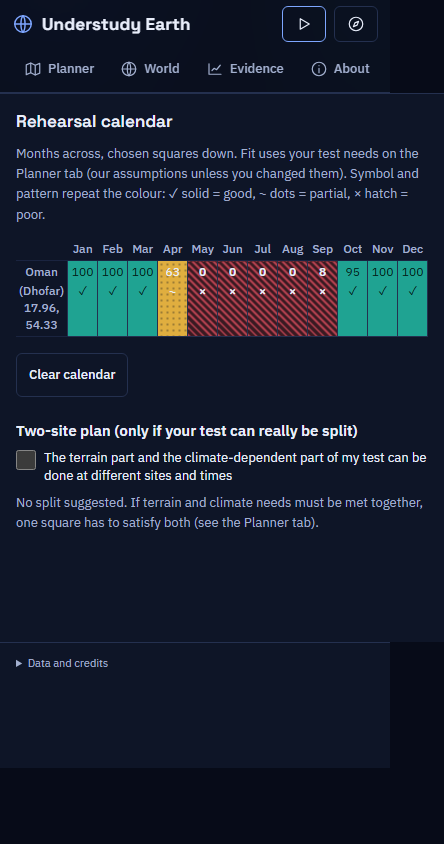 Understudy Earth
Planner World Evidence About
Rehearsal calendar
Months across, chosen squares down. Fit uses your test needs on the
Planner tab (our assumptions unless you changed them). Symbol and
pattern repeat the colour: ✓ solid = good, ~ dots = partial, × hatch =
poor.
Jan Feb Mar Apr May Jun Jul Aug Sep Oct Nov Dec
Oman 100 100 100 63 0 0 0 0 8 95 100 100
(Dhofar) ✓ ✓ ✓ ~ × × × × × ✓ ✓ ✓
17.96,
54.33
Clear calendar
Two-site plan (only if your test can really be split)
The terrain part and the climate-dependent part of my test can be
done at different sites and times
No split suggested. If terrain and climate needs must be met together,
one square has to satisfy both (see the Planner tab).
Data and credits